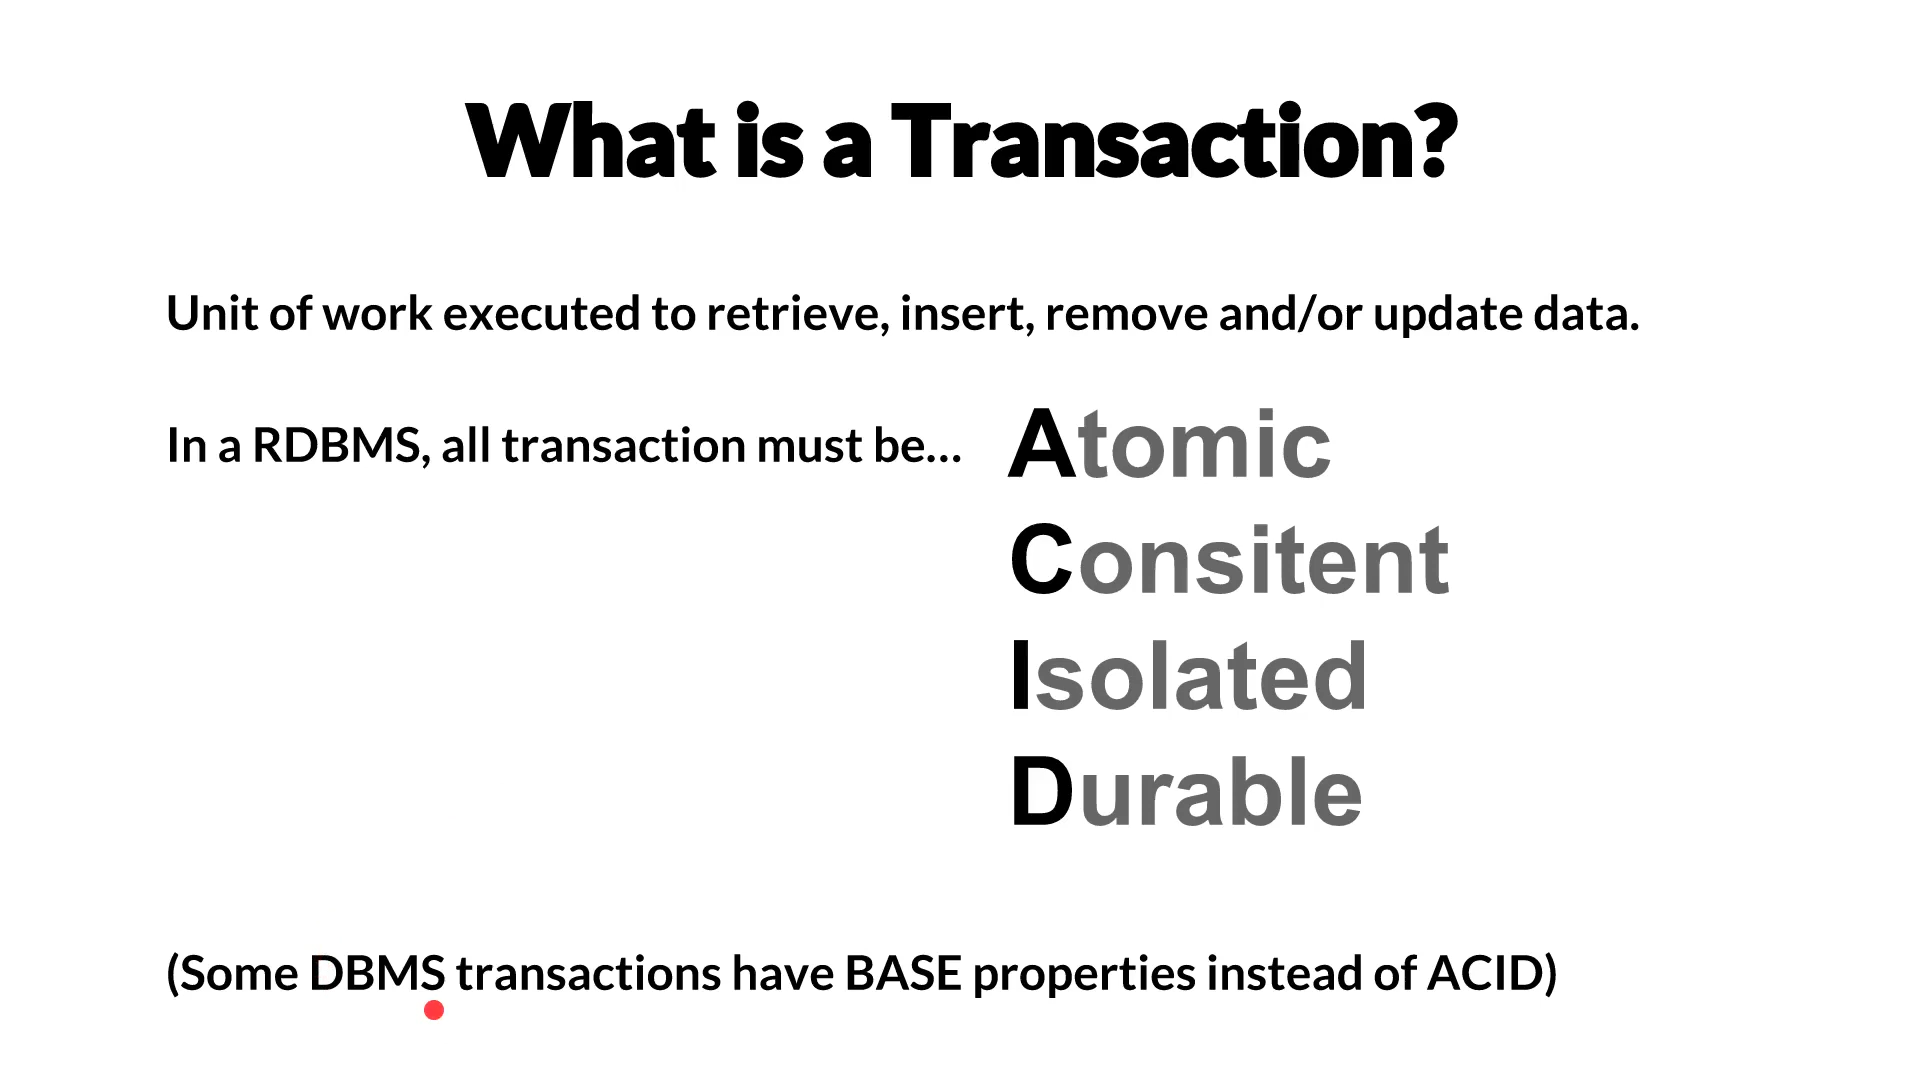 What is a Transaction?
Unit of work executed to retrieve, insert, remove and/or update data.
In a RDBMS, all transaction must be...
Atomic
Consitent
Isolated
Durable
(Some DBMS transactions have BASE properties instead of ACID)